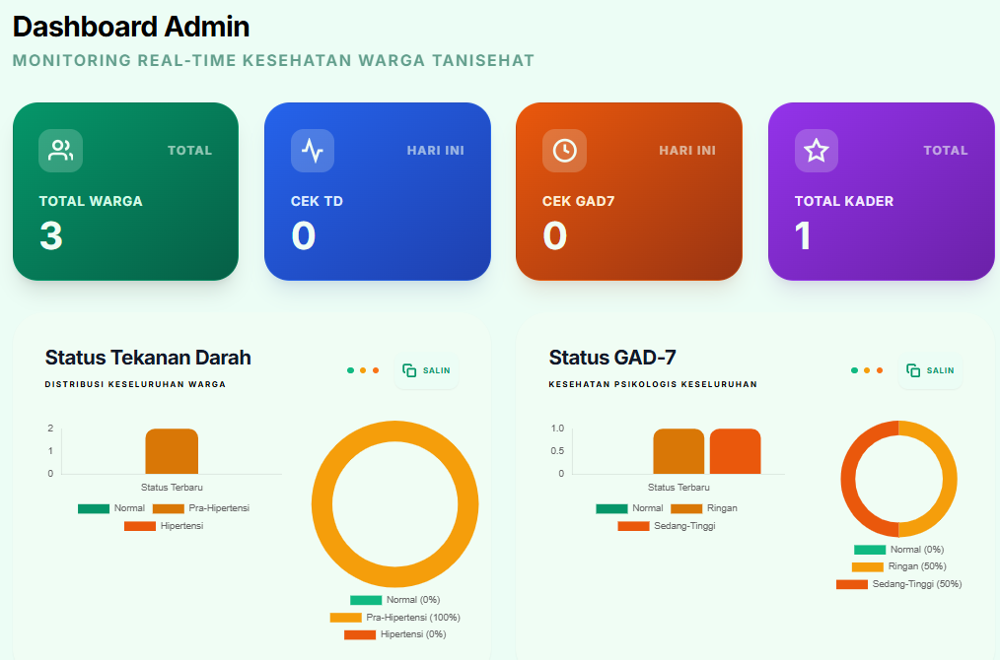 Dashboard Admin
MONITORING REAL-TIME KESEHATAN WARGA TANISEHAT
TOTAL
TOTAL WARGA
3
HARI INI
CEK TD
0
HARI INI
CEK GAD7
0
TOTAL
TOTAL KADER
1
Status Tekanan Darah
DISTRIBUSI KESELURUHAN WARGA
SALIN
2
1
0
Status Terbaru
Normal Pra-Hipertensi
Hipertensi
Normal (0%)
Pra-Hipertensi (100%)
Hipertensi (0%)
Status GAD-7
KESEHATAN PSIKOLOGIS KESELURUHAN
SALIN
1.0
0.5
0
Status Terbaru
Normal Ringan
Sedang-Tinggi
Normal (0%)
Ringan (50%)
Sedang-Tinggi (50%)